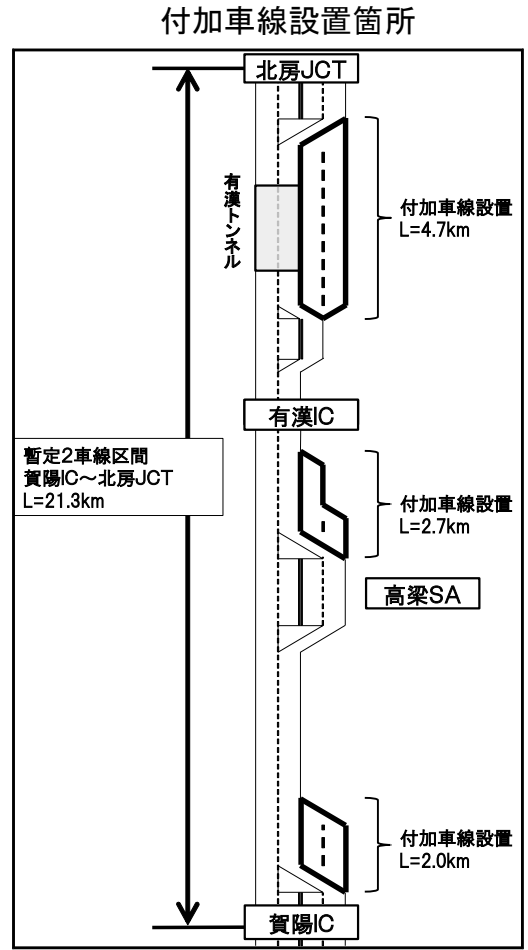 付加車線設置箇所
北房JCT
有漢トンネル
付加車線設置
L=4.7km
有漢IC
暫定2車線区間
賀陽IC～北房JCT
L=21.3km
付加車線設置
L=2.7km
高梁SA
付加車線設置
L=2.0km
賀陽IC